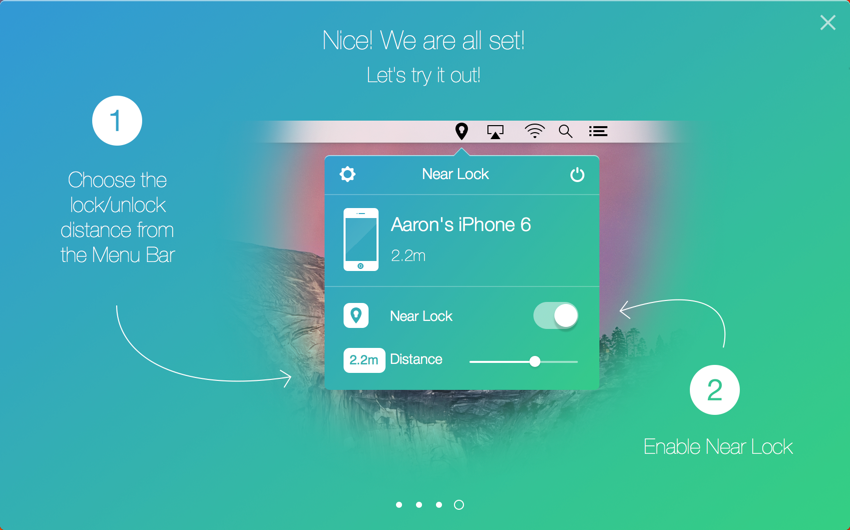 Nice! We are all set!
Let's try it out!
1
Choose the
lock/unlock
distance from
the Menu Bar
Near Lock
Aaron's iPhone 6
2.2m
Near Lock
2.2m Distance
2
Enable Near Lock